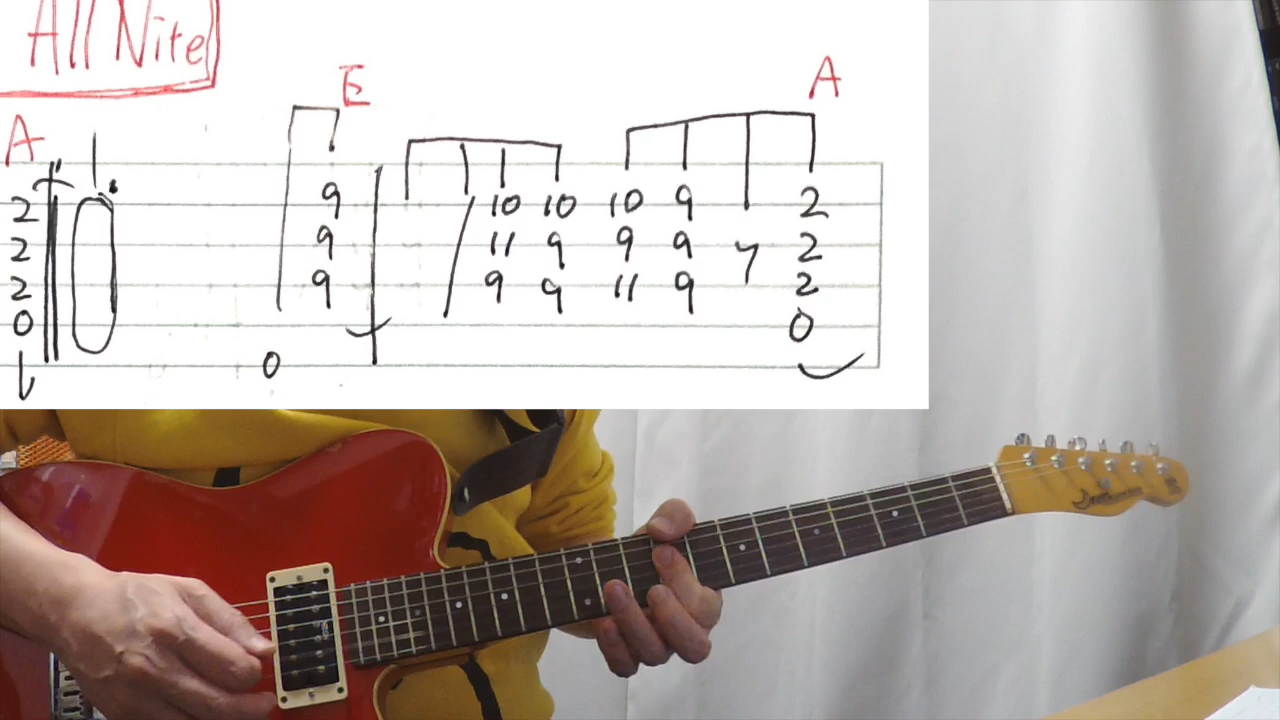 All Nite
E A
A
2 9 10 10 10 9 2
2 9 11 9 9 9 2
2 9 9 9 11 9 2
0 0
0